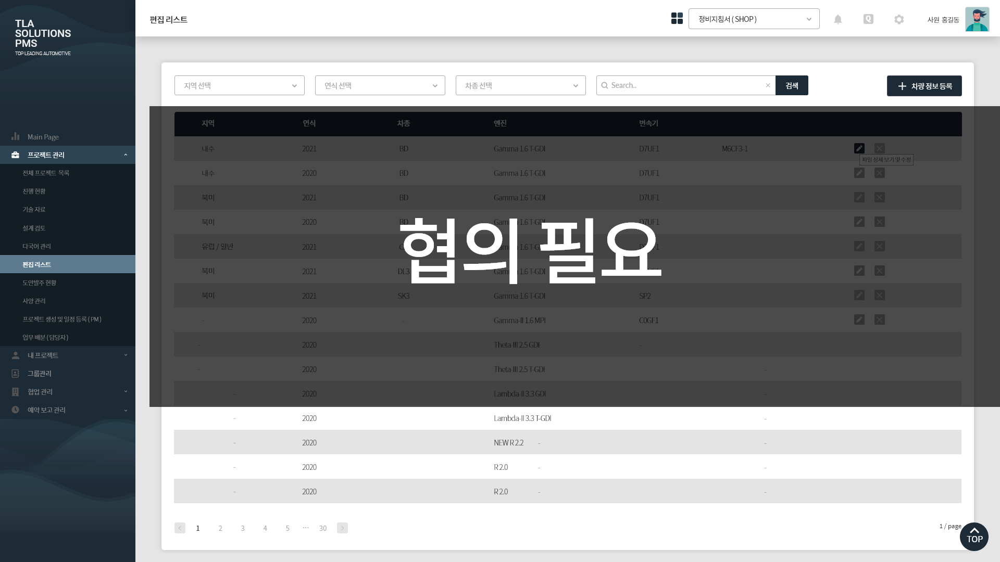 TLA
SOLUTIONS
PMS
TOP LEADING AUTOMOTIVE
편집 리스트
정비지침서 ( SHOP )
사원 홍길동
Main Page
프로젝트 관리
전체 프로젝트 목록
진행 현황
기술 자료
설계 검토
다국어 관리
편집 리스트
도안발주 현황
사양 관리
프로젝트 생성 및 일정 등록 ( PM )
업무 배분 ( 담당자 )
내 프로젝트
그룹관리
협업 관리
예약 보고 관리
지역 선택
연식 선택
차종 선택
Search..
검색
차량 정보 등록
지역 연식 차종 엔진 변속기
내수 2021 BD Gamma 1.6 T-GDI D7UF1 M6CF3-1
파일 상세 보기 및 수정
내수 2020 BD Gamma 1.6 T-GDI D7UF1
북미 2021 BD Gamma 1.6 T-GDI D7UF1
북미 2020 BD Gamma 1.6 T-GDI D7UF1
유럽 / 일반 2021 Gamma 1.6 T-GDI
북미 2021 DL3 Gamma 1.6 T-GDI
협의 필요
북미 2021 SK3 Gamma 1.6 T-GDI SP2
- 2020 - Gamma-II 1.6 MPI C0GF1
- 2020 Theta-III 2.5 GDI -
- 2020 Theta-III 2.5 T-GDI -
- 2020 Lambda-II 3.3 GDI -
- 2020 Lambda-II 3.3 T-GDI -
- 2020 NEW R 2.2 - -
- 2020 R 2.0 - -
- 2020 R 2.0 - -
1 2 3 4 5 ··· 30
1 / page
TOP